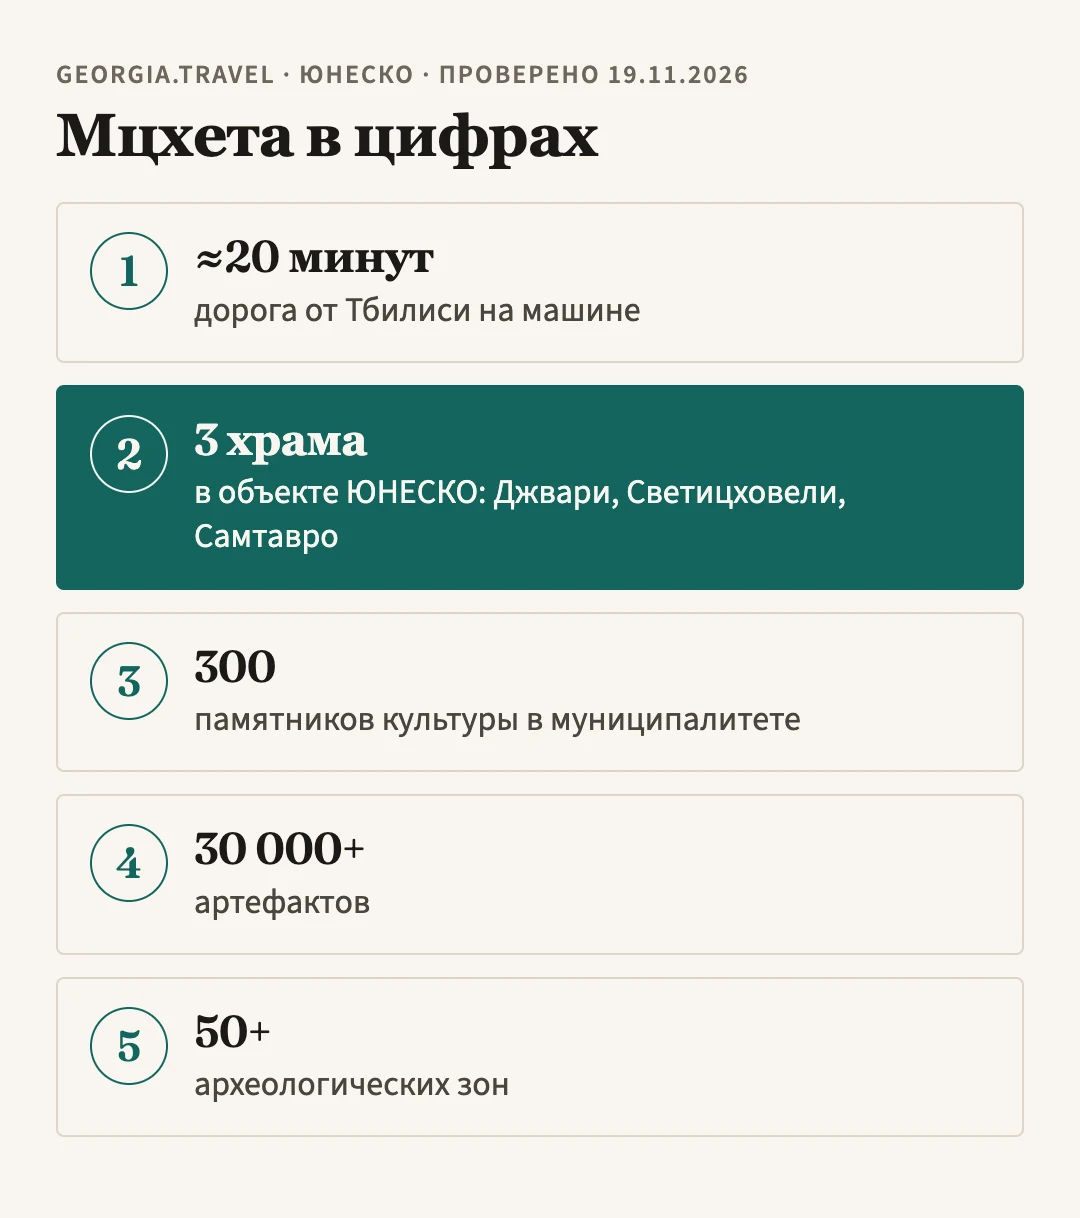 GEORGIA.TRAVEL · ЮНЕСКО · ПРОВЕРЕНО 19.11.2026
Мцхета в цифрах
1
≈20 минут
дорога от Тбилиси на машине
2
3 храма
в объекте ЮНЕСКО: Джвари, Светицховели,
Самтавро
3
300
памятников культуры в муниципалитете
4
30 000+
артефактов
5
50+
археологических зон